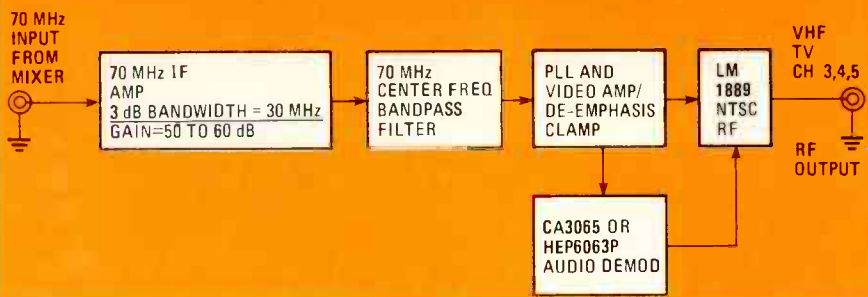 70 MHz
INPUT
FROM
MIXER
70 MHz IF
AMP
3 dB BANDWIDTH = 30 MHz
GAIN=50 TO 60 dB
70 MHz
CENTER FREQ
BANDPASS
FILTER
PLL AND
VIDEO AMP/
DE-EMPHASIS
CLAMP
LM
1889
NTSC
RF
VHF
TV
CH 3,4,5
RF
OUTPUT
CA3065 OR
HEP6063P
AUDIO DEMOD